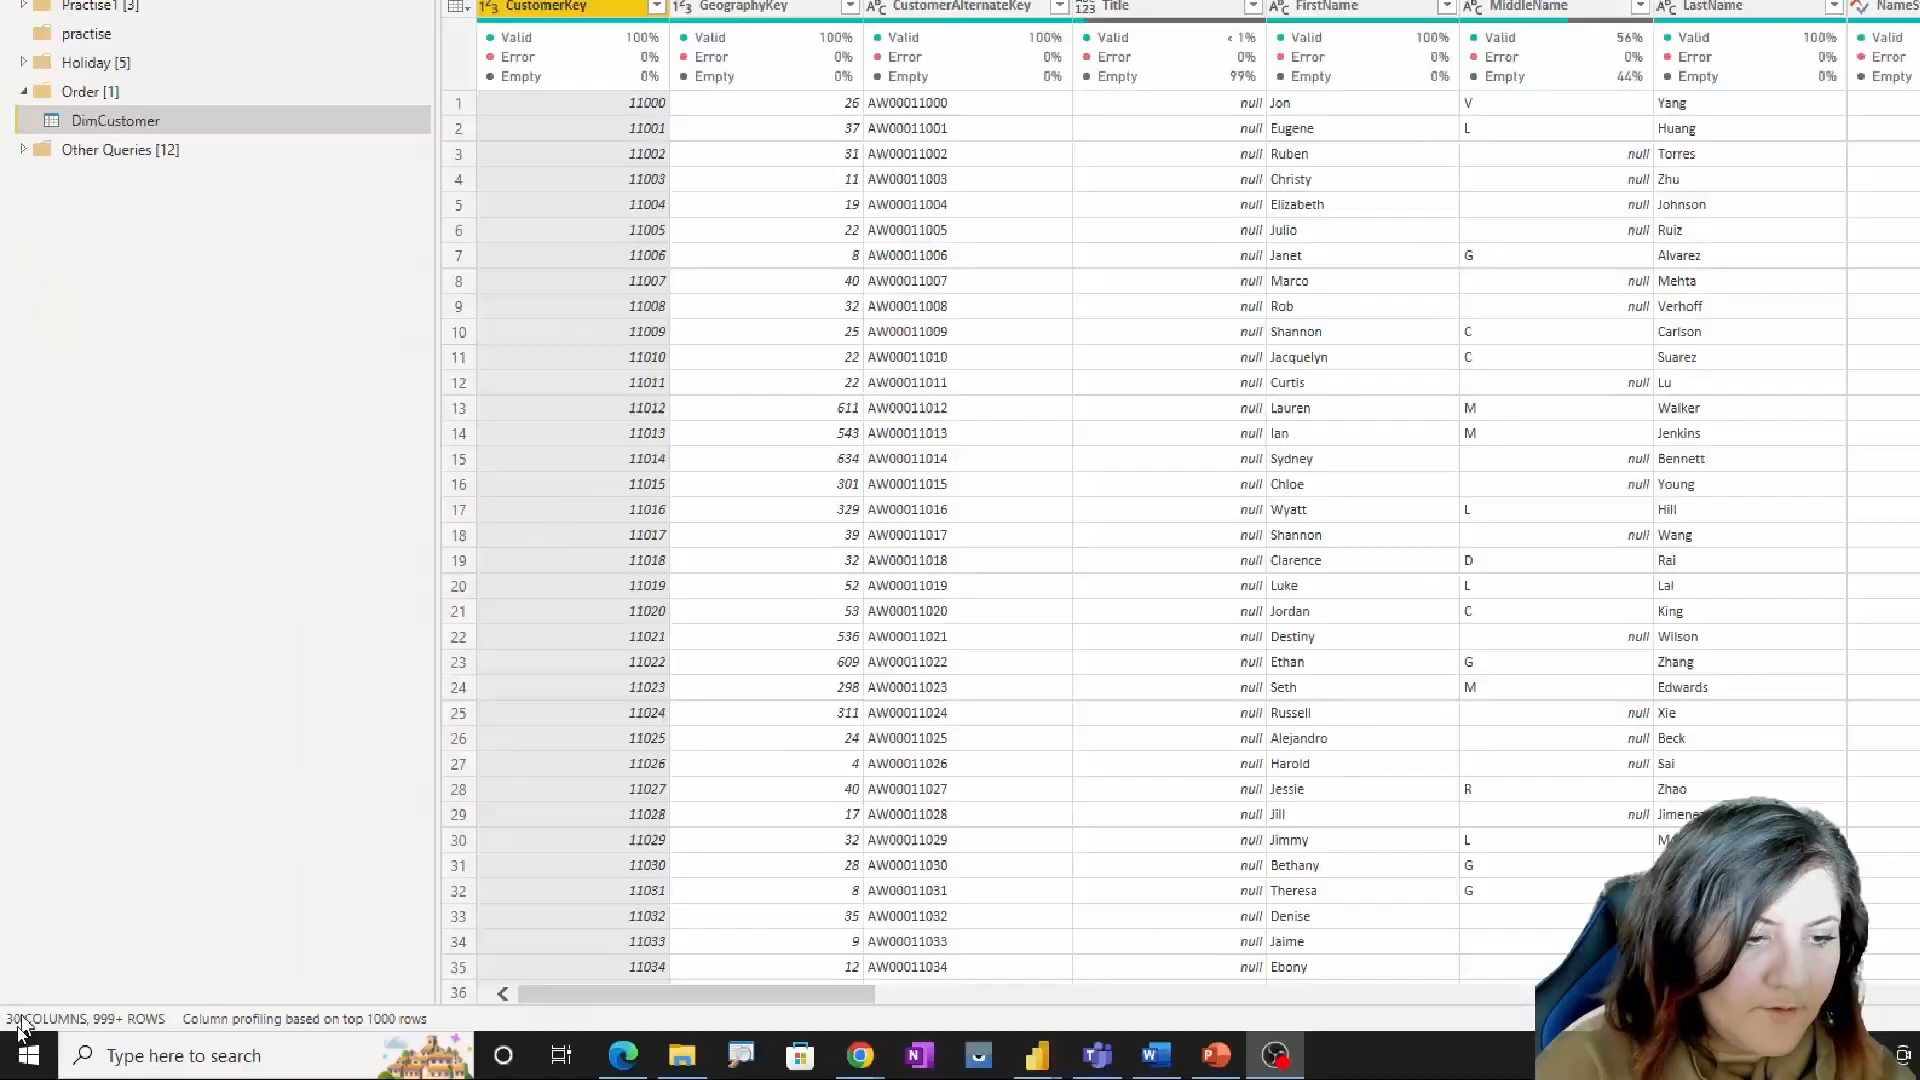 Practise1 [3]
practise
Holiday [5]
Order [1]
DimCustomer
Other Queries [12]
1²3 CustomerKey 1²3 GeographyKey ABC CustomerAlternateKey ABC123 Title ABC FirstName ABC MiddleName ABC LastName NameS
Valid 100% Valid 100% Valid 100% Valid < 1% Valid 100% Valid 56% Valid 100% Valid
Error 0% Error 0% Error 0% Error 0% Error 0% Error 0% Error 0% Error
Empty 0% Empty 0% Empty 0% Empty 99% Empty 0% Empty 44% Empty 0% Empty
1 11000 26 AW00011000 null Jon V Yang
2 11001 37 AW00011001 null Eugene L Huang
3 11002 31 AW00011002 null Ruben null Torres
4 11003 11 AW00011003 null Christy null Zhu
5 11004 19 AW00011004 null Elizabeth null Johnson
6 11005 22 AW00011005 null Julio null Ruiz
7 11006 8 AW00011006 null Janet G Alvarez
8 11007 40 AW00011007 null Marco null Mehta
9 11008 32 AW00011008 null Rob null Verhoff
10 11009 25 AW00011009 null Shannon C Carlson
11 11010 22 AW00011010 null Jacquelyn C Suarez
12 11011 22 AW00011011 null Curtis null Lu
13 11012 611 AW00011012 null Lauren M Walker
14 11013 543 AW00011013 null Ian M Jenkins
15 11014 634 AW00011014 null Sydney null Bennett
16 11015 301 AW00011015 null Chloe null Young
17 11016 329 AW00011016 null Wyatt L Hill
18 11017 39 AW00011017 null Shannon null Wang
19 11018 32 AW00011018 null Clarence D Rai
20 11019 52 AW00011019 null Luke L Lal
21 11020 53 AW00011020 null Jordan C King
22 11021 536 AW00011021 null Destiny null Wilson
23 11022 609 AW00011022 null Ethan G Zhang
24 11023 298 AW00011023 null Seth M Edwards
25 11024 311 AW00011024 null Russell null Xie
26 11025 24 AW00011025 null Alejandro null Beck
27 11026 4 AW00011026 null Harold null Sai
28 11027 40 AW00011027 null Jessie R Zhao
29 11028 17 AW00011028 null Jill null Jimene
30 11029 32 AW00011029 null Jimmy L
31 11030 28 AW00011030 null Bethany G
32 11031 8 AW00011031 null Theresa G
33 11032 35 AW00011032 null Denise
34 11033 9 AW00011033 null Jaime
35 11034 12 AW00011034 null Ebony
36
30 COLUMNS, 999+ ROWS Column profiling based on top 1000 rows
Type here to search